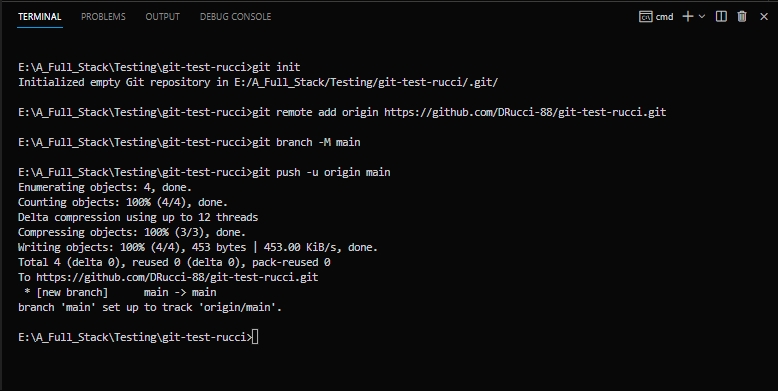 TERMINAL PROBLEMS OUTPUT DEBUG CONSOLE cmd
E:\A_Full_Stack\Testing\git-test-rucci>git init
Initialized empty Git repository in E:/A_Full_Stack/Testing/git-test-rucci/.git/
E:\A_Full_Stack\Testing\git-test-rucci>git remote add origin https://github.com/DRucci-88/git-test-rucci.git
E:\A_Full_Stack\Testing\git-test-rucci>git branch -M main
E:\A_Full_Stack\Testing\git-test-rucci>git push -u origin main
Enumerating objects: 4, done.
Counting objects: 100% (4/4), done.
Delta compression using up to 12 threads
Compressing objects: 100% (3/3), done.
Writing objects: 100% (4/4), 453 bytes | 453.00 KiB/s, done.
Total 4 (delta 0), reused 0 (delta 0), pack-reused 0
To https://github.com/DRucci-88/git-test-rucci.git
 * [new branch]      main -> main
branch 'main' set up to track 'origin/main'.
E:\A_Full_Stack\Testing\git-test-rucci>